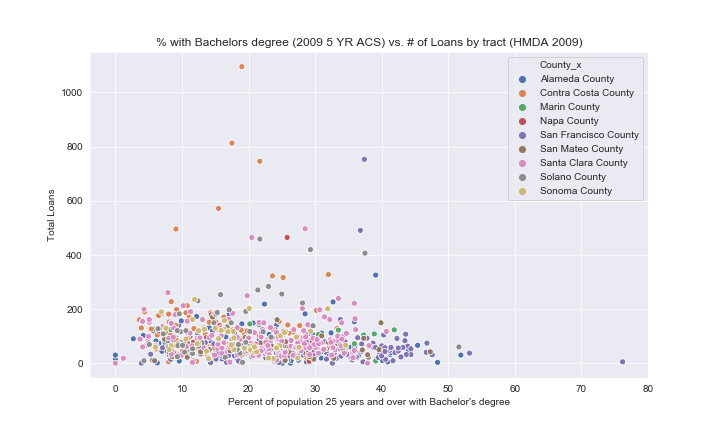 % with Bachelors degree (2009 5 YR ACS) vs. # of Loans by tract (HMDA 2009)
County_x
Alameda County
Contra Costa County
Marin County
Napa County
San Francisco County
San Mateo County
Santa Clara County
Solano County
Sonoma County
Total Loans
1000
800
600
400
200
0
0 10 20 30 40 50 60 70 80
Percent of population 25 years and over with Bachelor's degree